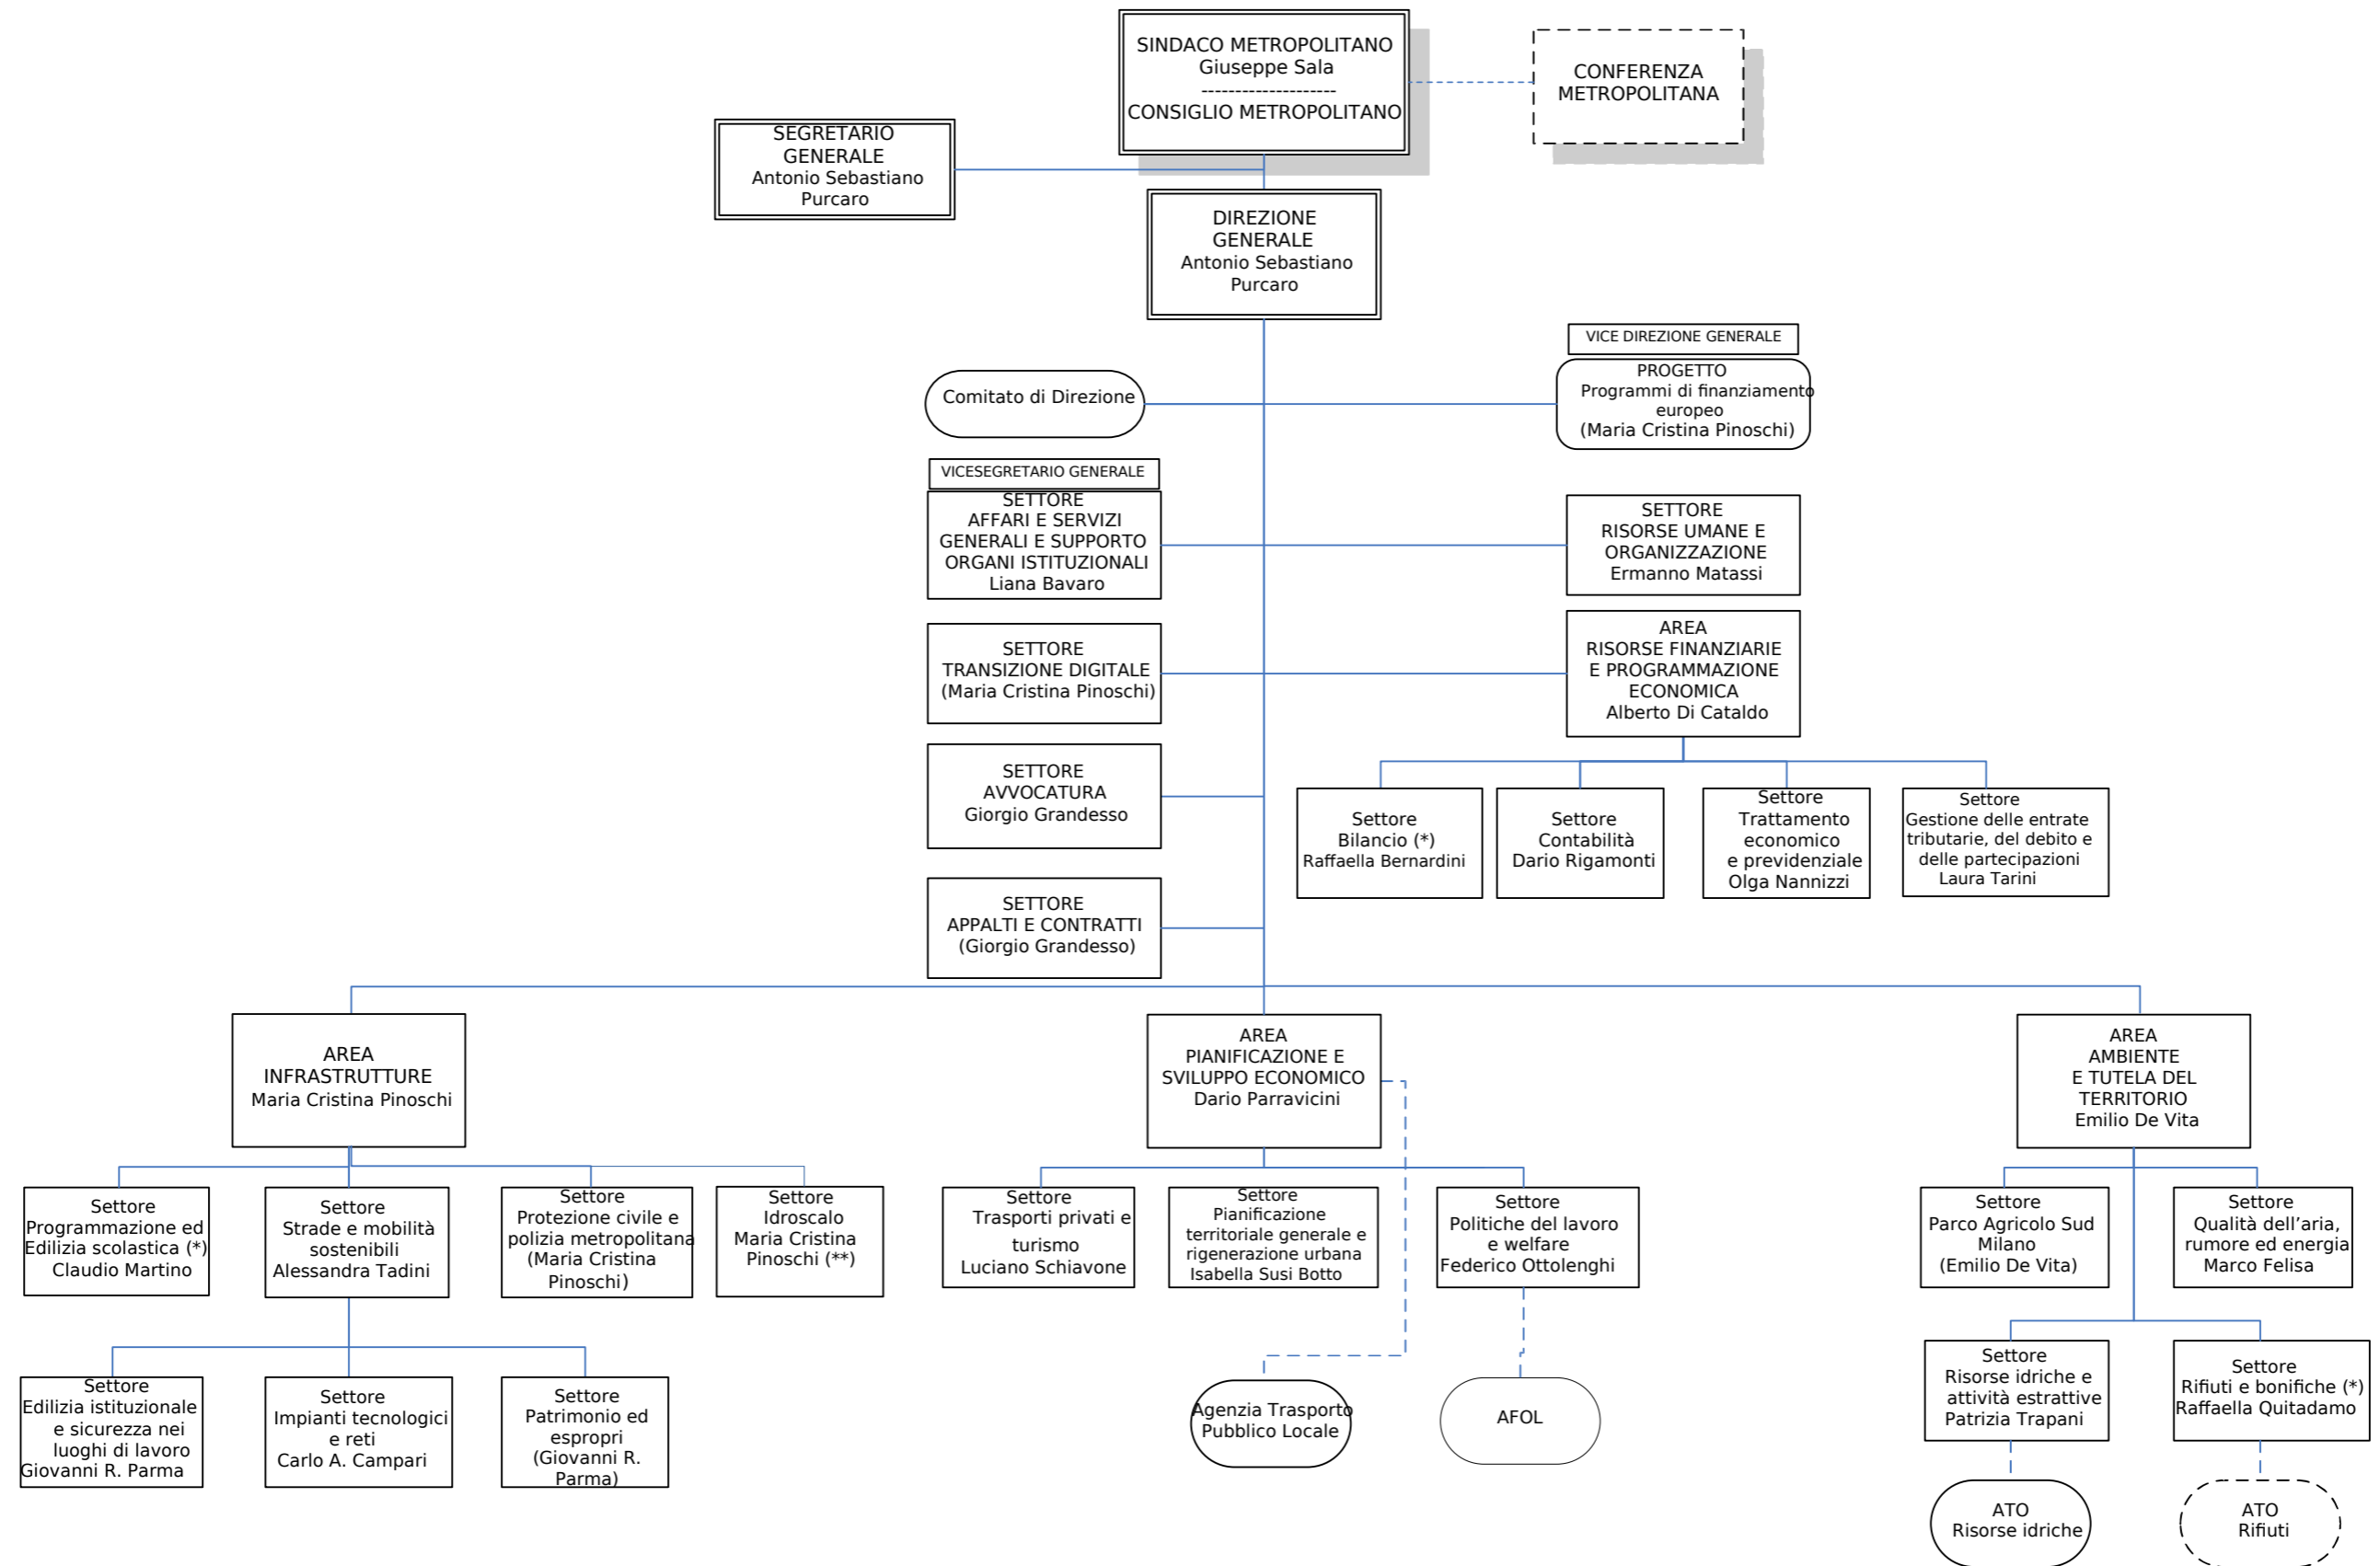 SINDACO METROPOLITANO
Giuseppe Sala
--------------------
CONSIGLIO METROPOLITANO
CONFERENZA
METROPOLITANA
SEGRETARIO
GENERALE
Antonio Sebastiano
Purcaro
DIREZIONE
GENERALE
Antonio Sebastiano
Purcaro
VICE DIREZIONE GENERALE
PROGETTO
Programmi di finanziamento
europeo
(Maria Cristina Pinoschi)
Comitato di Direzione
VICESEGRETARIO GENERALE
SETTORE
AFFARI E SERVIZI
GENERALI E SUPPORTO
ORGANI ISTITUZIONALI
Liana Bavaro
SETTORE
RISORSE UMANE E
ORGANIZZAZIONE
Ermanno Matassi
SETTORE
TRANSIZIONE DIGITALE
(Maria Cristina Pinoschi)
AREA
RISORSE FINANZIARIE
E PROGRAMMAZIONE
ECONOMICA
Alberto Di Cataldo
SETTORE
AVVOCATURA
Giorgio Grandesso
Settore
Bilancio (*)
Raffaella Bernardini
Settore
Contabilità
Dario Rigamonti
Settore
Trattamento
economico
e previdenziale
Olga Nannizzi
Settore
Gestione delle entrate
tributarie, del debito e
delle partecipazioni
Laura Tarini
SETTORE
APPALTI E CONTRATTI
(Giorgio Grandesso)
AREA
INFRASTRUTTURE
Maria Cristina Pinoschi
AREA
PIANIFICAZIONE E
SVILUPPO ECONOMICO
Dario Parravicini
AREA
AMBIENTE
E TUTELA DEL
TERRITORIO
Emilio De Vita
Settore
Programmazione ed
Edilizia scolastica (*)
Claudio Martino
Settore
Strade e mobilità
sostenibili
Alessandra Tadini
Settore
Protezione civile e
polizia metropolitana
(Maria Cristina
Pinoschi)
Settore
Idroscalo
Maria Cristina
Pinoschi (**)
Settore
Trasporti privati e
turismo
Luciano Schiavone
Settore
Pianificazione
territoriale generale e
rigenerazione urbana
Isabella Susi Botto
Settore
Politiche del lavoro
e welfare
Federico Ottolenghi
Settore
Parco Agricolo Sud
Milano
(Emilio De Vita)
Settore
Qualità dell’aria,
rumore ed energia
Marco Felisa
Settore
Edilizia istituzionale
e sicurezza nei
luoghi di lavoro
Giovanni R. Parma
Settore
Impianti tecnologici
e reti
Carlo A. Campari
Settore
Patrimonio ed
espropri
(Giovanni R.
Parma)
Agenzia Trasporto
Pubblico Locale
AFOL
Settore
Risorse idriche e
attività estrattive
Patrizia Trapani
Settore
Rifiuti e bonifiche (*)
Raffaella Quitadamo
ATO
Risorse idriche
ATO
Rifiuti